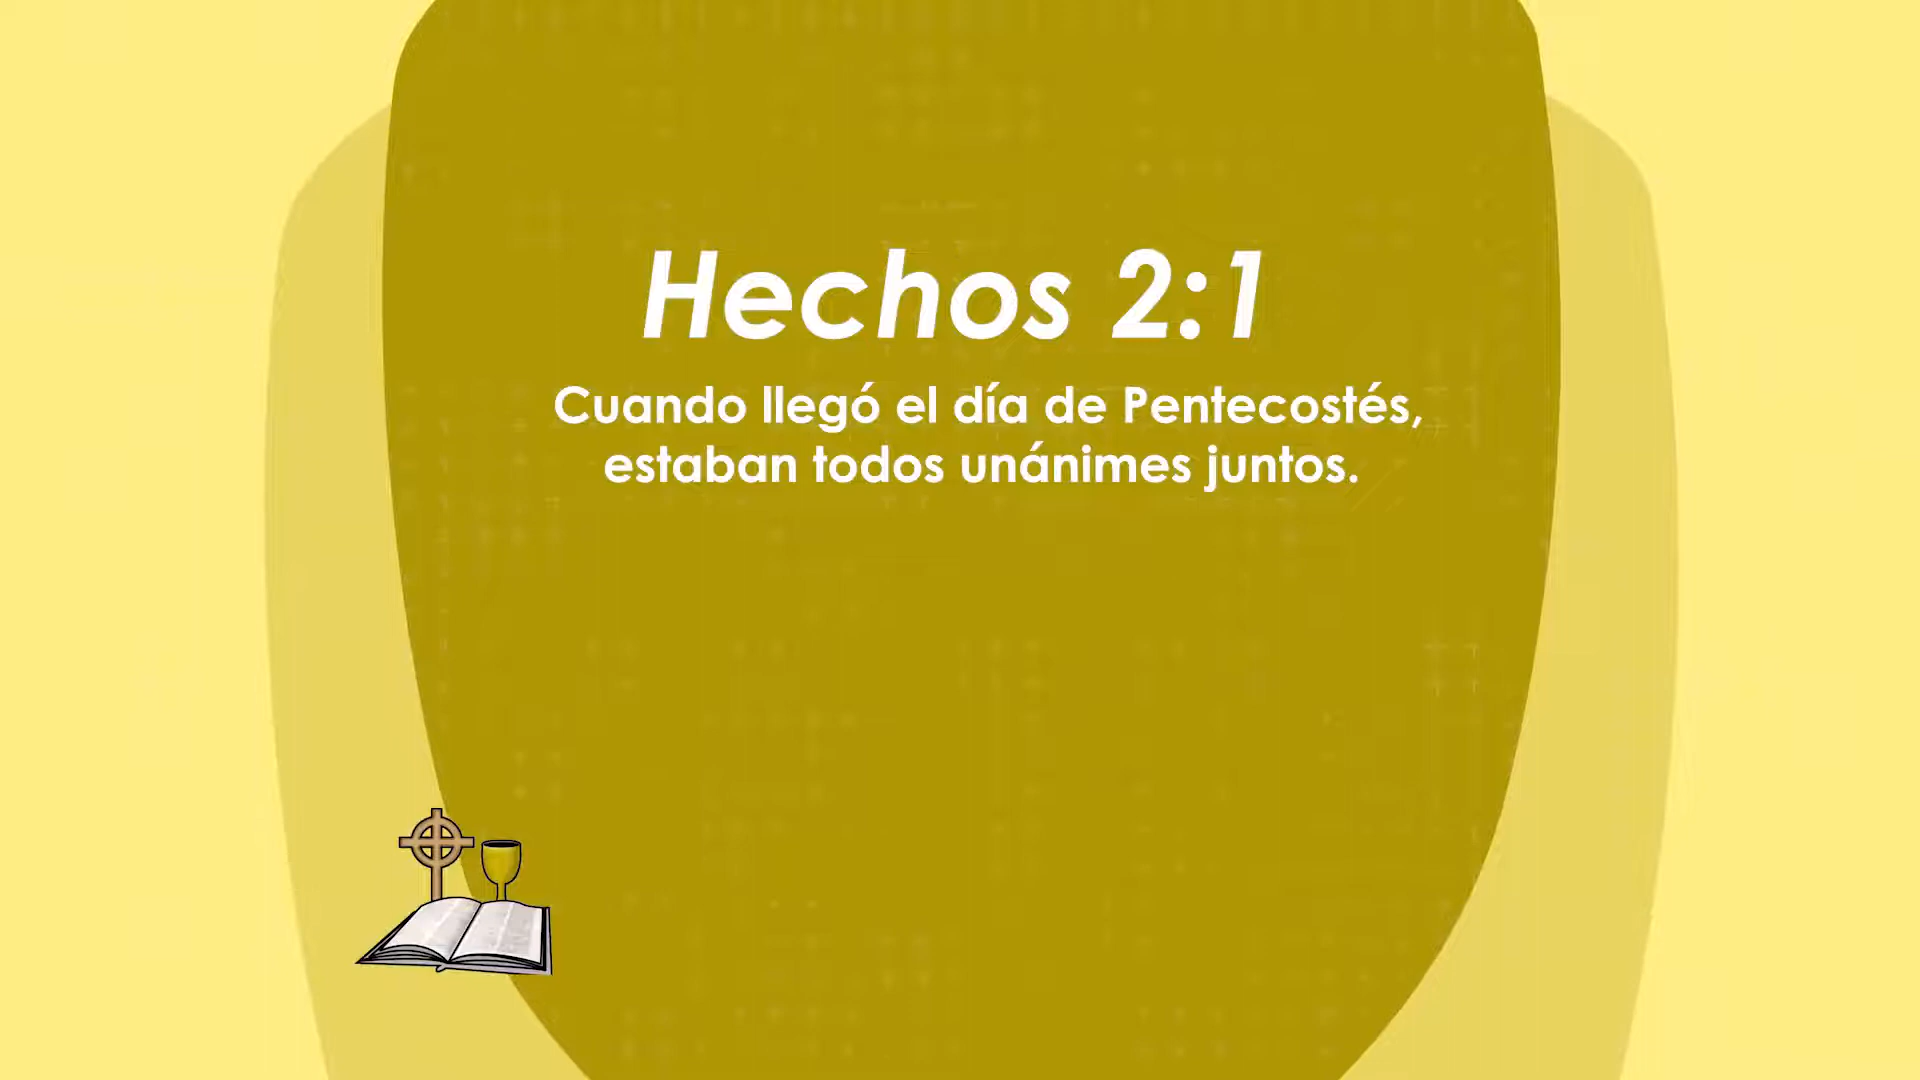 Hechos 2:1
Cuando llegó el día de Pentecostés,
estaban todos unánimes juntos.